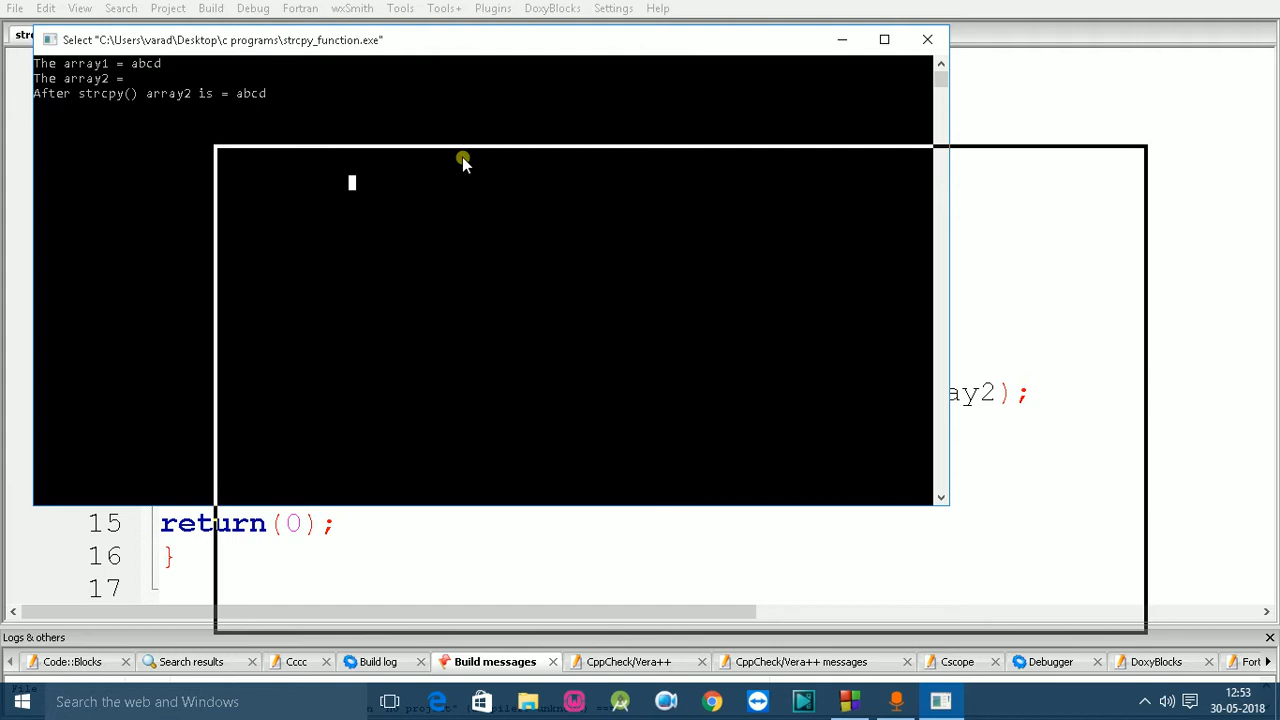 File Edit View Search Project Build Debug Fortran wxSmith Tools Tools+ Plugins DoxyBlocks Settings Help
Select "C:\Users\varad\Desktop\c programs\strcpy_function.exe"
The array1 = abcd
The array2 =
After strcpy() array2 is = abcd
ay2);
15 return(0);
16 }
17
Logs & others
Code::Blocks Search results Cccc Build log Build messages CppCheck/Vera++ CppCheck/Vera++ messages Cscope Debugger DoxyBlocks Fort
File
Search the web and Windows
12:53
30-05-2018